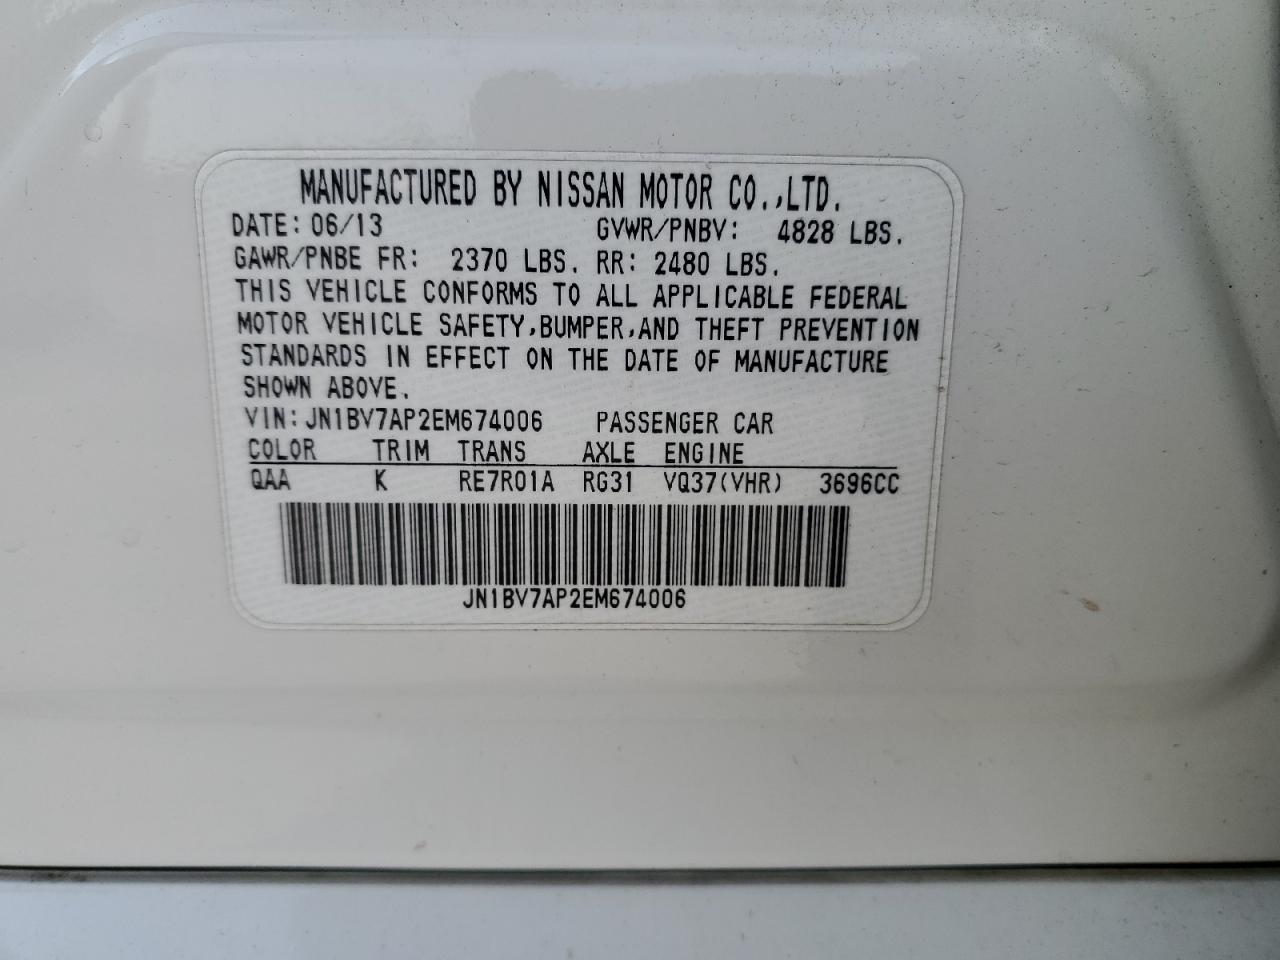 MANUFACTURED BY NISSAN MOTOR CO.,LTD.
DATE: 06/13 GVWR/PNBV: 4828 LBS.
GAWR/PNBE FR: 2370 LBS. RR: 2480 LBS.
THIS VEHICLE CONFORMS TO ALL APPLICABLE FEDERAL
MOTOR VEHICLE SAFETY,BUMPER,AND THEFT PREVENTION
STANDARDS IN EFFECT ON THE DATE OF MANUFACTURE
SHOWN ABOVE.
VIN: JN1BV7AP2EM674006 PASSENGER CAR
COLOR TRIM TRANS AXLE ENGINE
QAA K RE7R01A RG31 VQ37(VHR) 3696CC
JN1BV7AP2EM674006